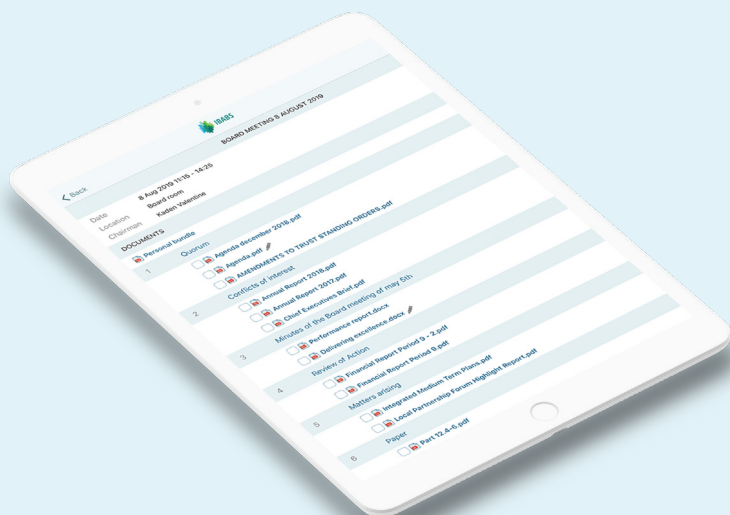 IBABS
BOARD MEETING 8 AUGUST 2019
Back
Date 8 Aug 2019 11:15 - 14:25
Location Board room
Chairman Kaden Valentine
DOCUMENTS
Personal bundle
1 Quorum
Agenda december 2018.pdf
Agenda.pdf
AMENDMENTS TO TRUST STANDING ORDERS.pdf
2 Conflicts of interest
Annual Report 2018.pdf
Annual Report 2017.pdf
Chief Executives Brief.pdf
3 Minutes of the Board meeting of may 5th
Performance report.docx
Delivering excellence.docx
4 Review of Action
Financial Report Period 9 - 2.pdf
Financial Report Period 9.pdf
5 Matters arising
Integrated Medium Term Plans.pdf
Local Partnership Forum Highlight Report.pdf
6 Paper
Part 12.4-6.pdf